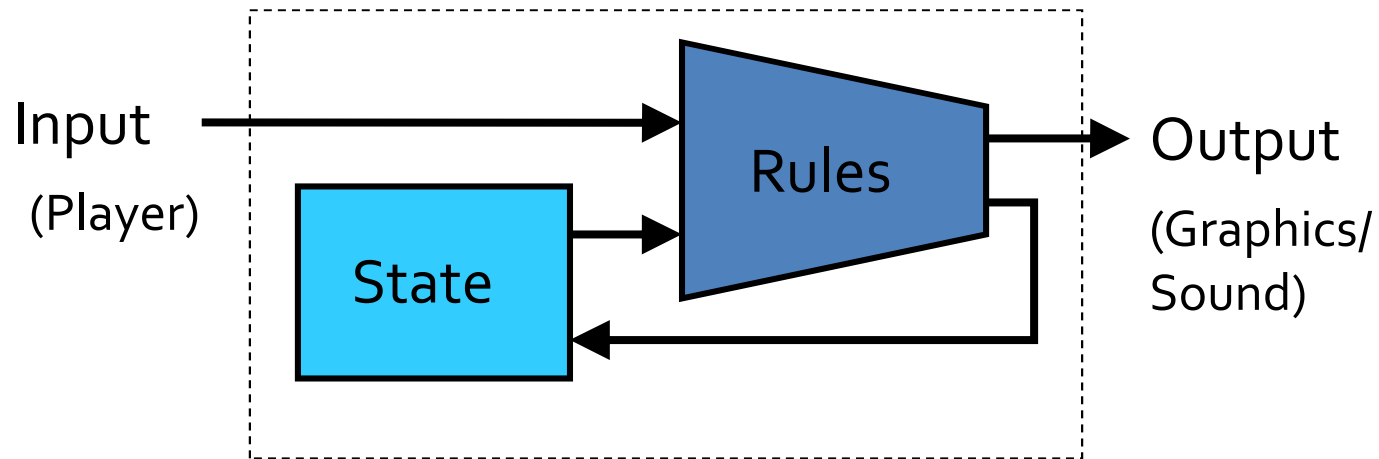 Input
(Player)
State
Rules
Output
(Graphics/
Sound)